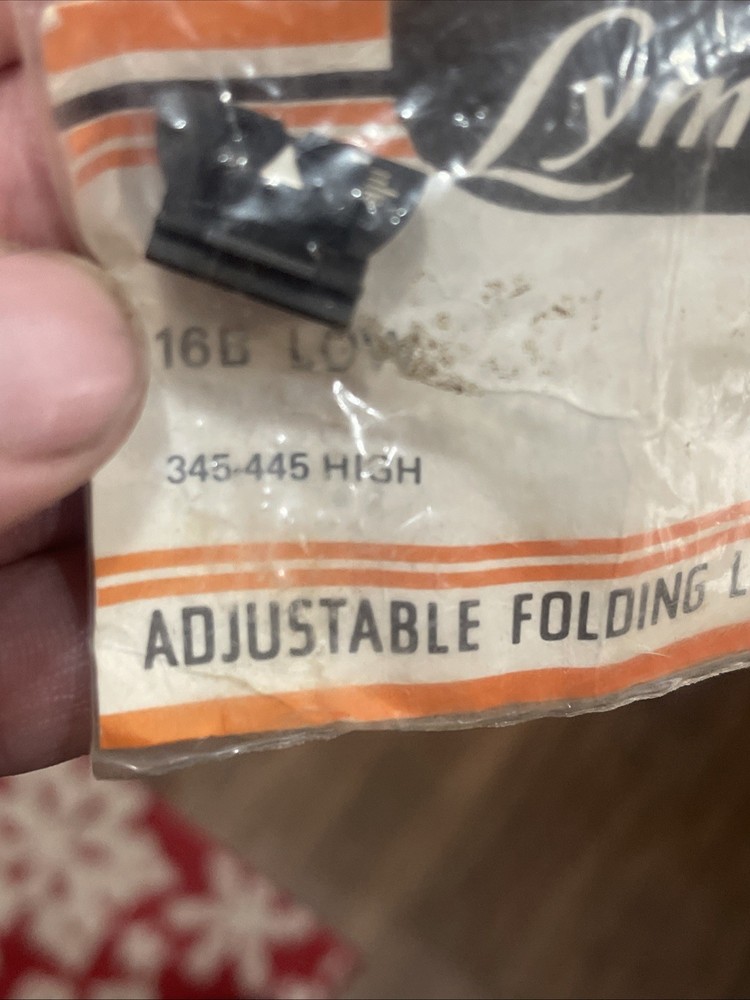 Lym
16B LOW
345-445 HIGH
ADJUSTABLE FOLDING L